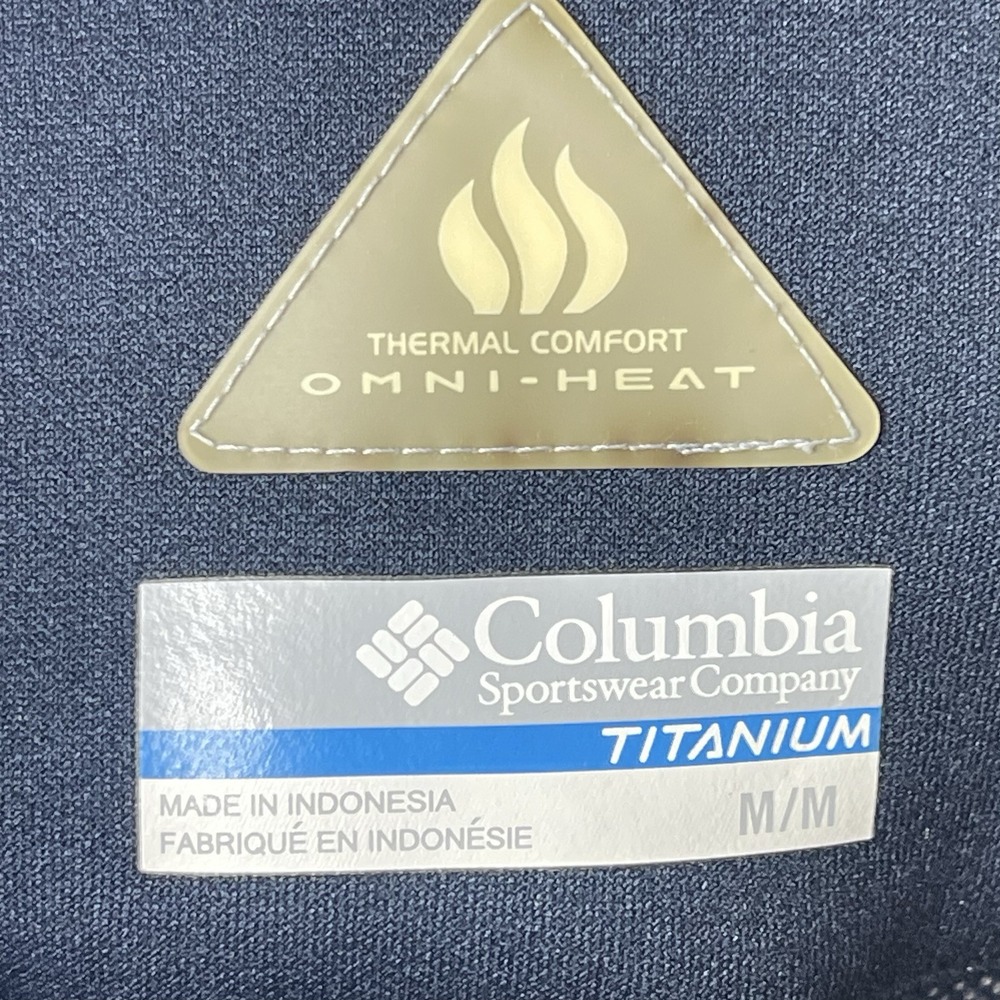 THERMAL COMFORT
OMNI-HEAT
Columbia
Sportswear Company
TITANIUM
MADE IN INDONESIA
FABRIQUÉ EN INDONÉSIE
M/M